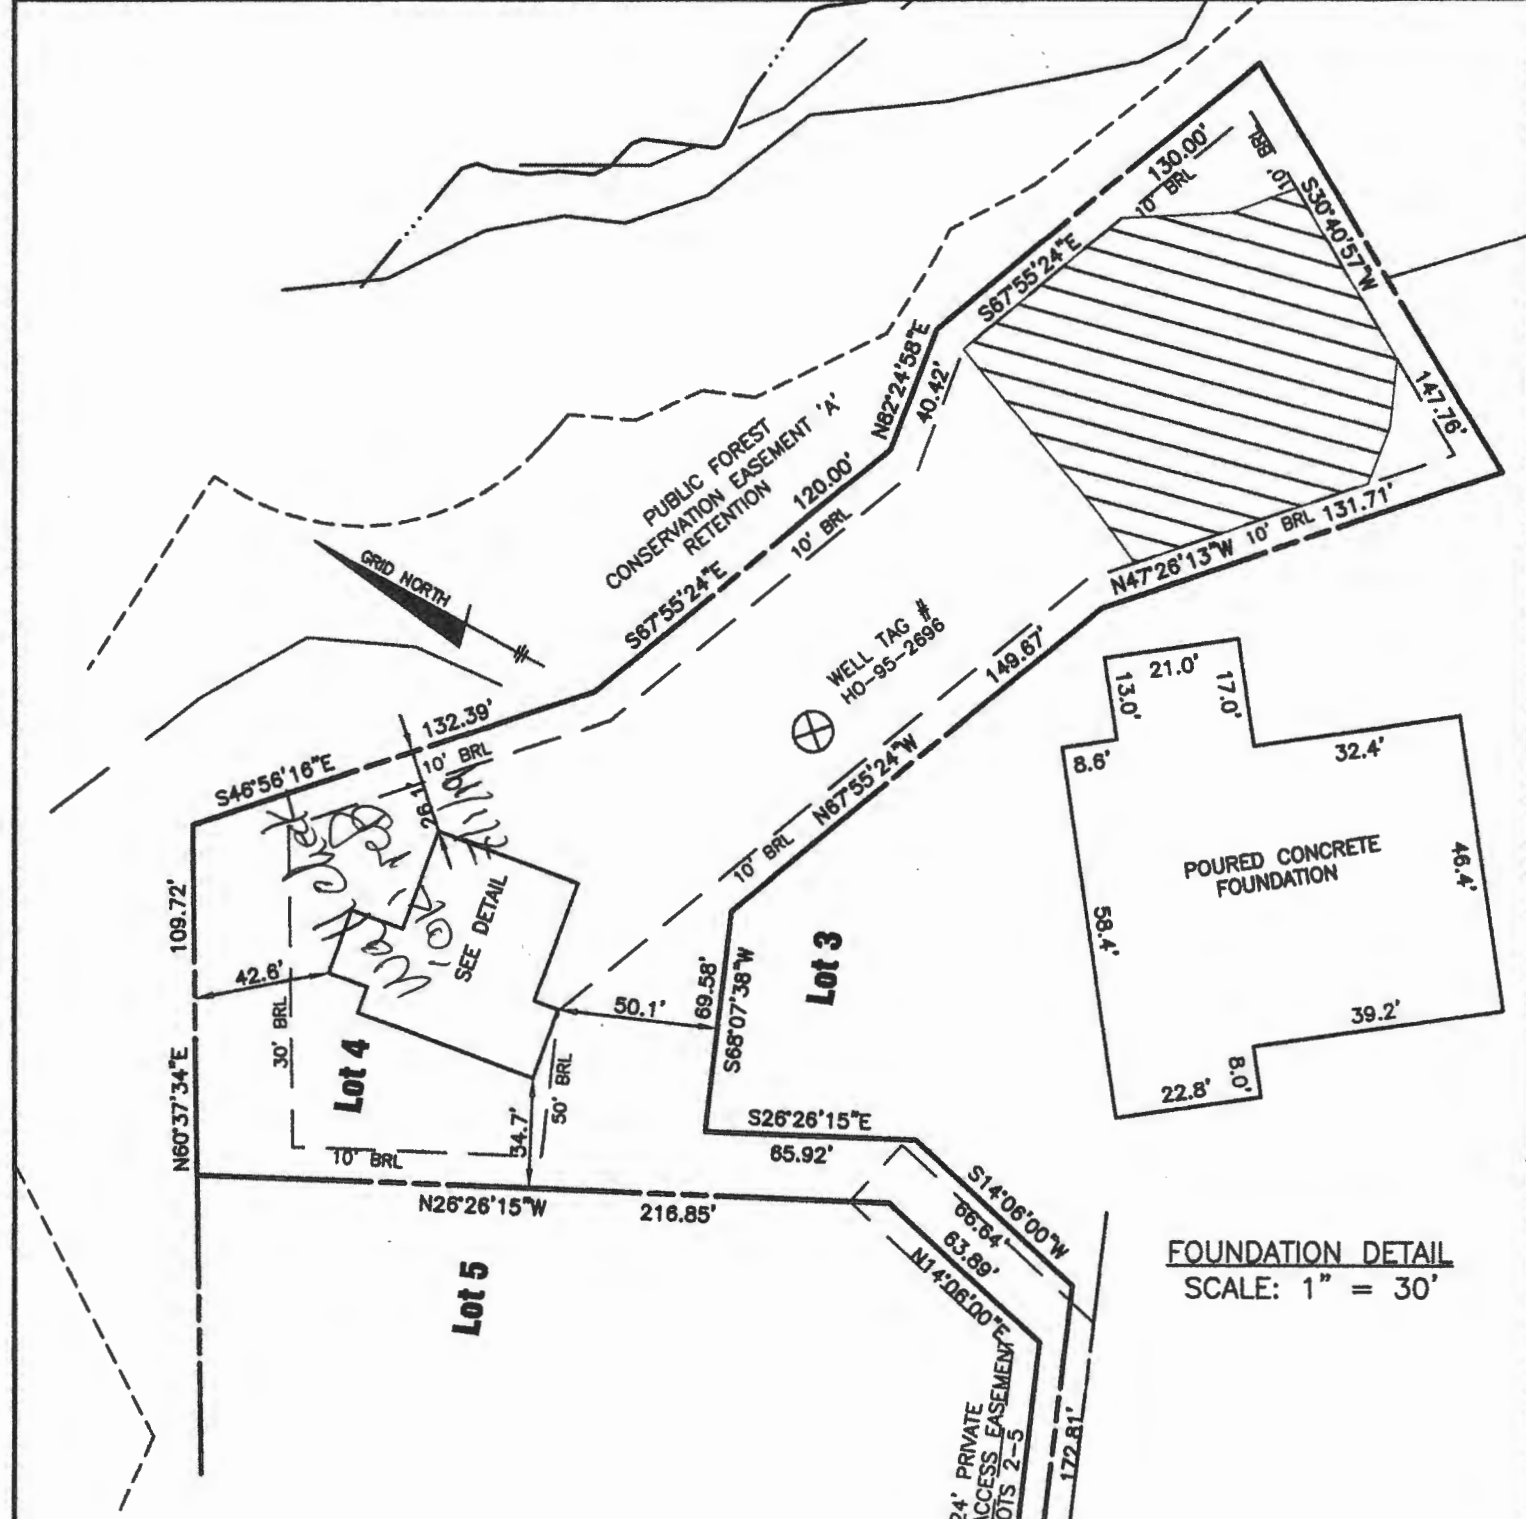 130.00'
10' BRL
10' BRL
S30°40'57"W
147.76'
S67°55'24"E
N82°24'58"E
40.42'
PUBLIC FOREST
CONSERVATION EASEMENT 'A'
RETENTION
120.00'
10' BRL
S67°55'24"E
GRID NORTH
N47°26'13"W 10' BRL 131.71'
WELL TAG #
HO-95-2696
149.67'
N67°55'24"W
10' BRL
132.39'
10' BRL
S46°56'16"E
26.1'
SEE DETAIL
109.72'
42.6'
30' BRL
N60°37'34"E
Lot 4
10' BRL
34.7'
50' BRL
50.1'
69.58'
S68°07'38"W
Lot 3
S26°26'15"E
65.92'
N26°26'15"W
216.85'
Lot 5
S14°06'00"W
66.64'
63.89'
N14°06'00"E
24' PRIVATE
ACCESS EASEMENT
LOTS 2-5
172.81'
21.0'
13.0'
17.0'
8.6'
32.4'
POURED CONCRETE
FOUNDATION
46.4'
58.4'
39.2'
22.8'
8.0'
FOUNDATION DETAIL
SCALE: 1" = 30'